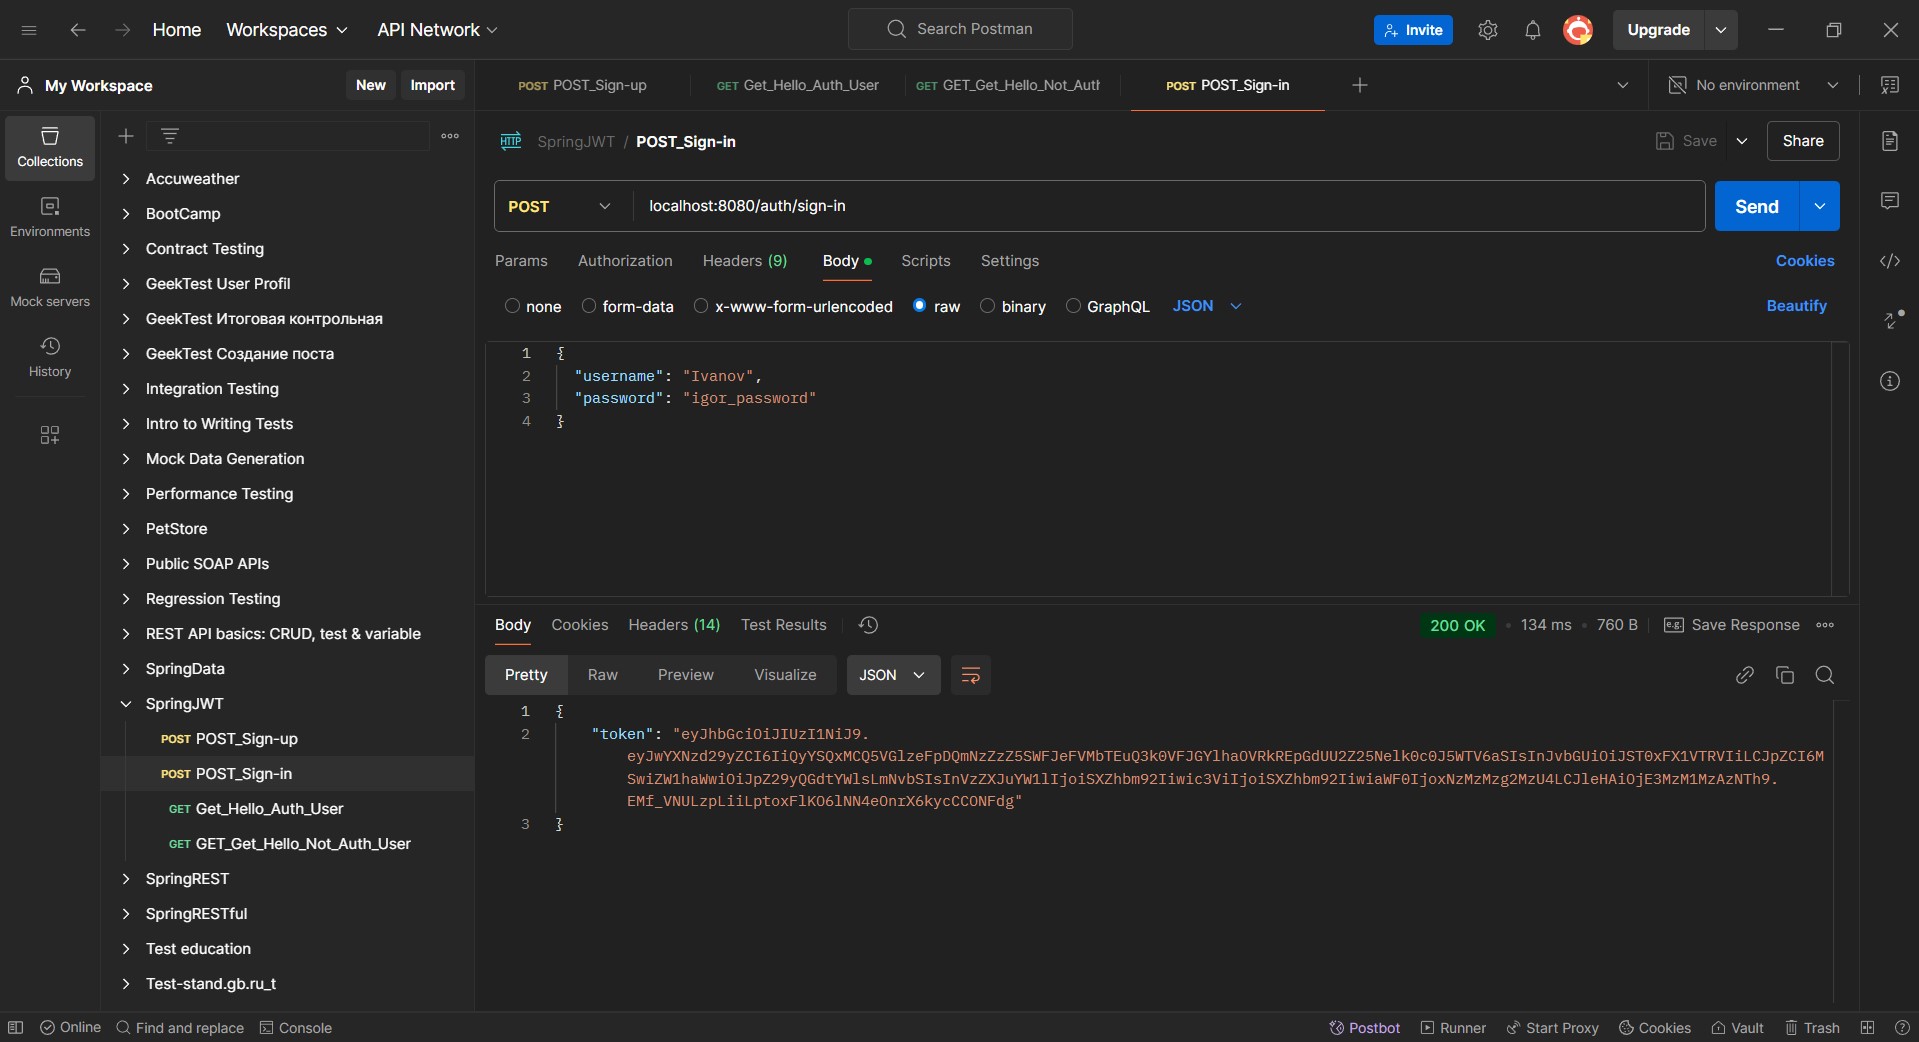 Home Workspaces API Network Search Postman Invite Upgrade
My Workspace New Import POST POST_Sign-up GET Get_Hello_Auth_User GET GET_Get_Hello_Not_Auth POST POST_Sign-in No environment
Collections
Environments
Mock servers
History
Accuweather
BootCamp
Contract Testing
GeekTest User Profil
GeekTest Итоговая контрольная
GeekTest Создание поста
Integration Testing
Intro to Writing Tests
Mock Data Generation
Performance Testing
PetStore
Public SOAP APIs
Regression Testing
REST API basics: CRUD, test & variable
SpringData
SpringJWT
POST POST_Sign-up
POST POST_Sign-in
GET Get_Hello_Auth_User
GET GET_Get_Hello_Not_Auth_User
SpringREST
SpringRESTful
Test education
Test-stand.gb.ru_t
HTTP SpringJWT / POST_Sign-in Save Share
POST localhost:8080/auth/sign-in Send
Params Authorization Headers (9) Body Scripts Settings Cookies
none form-data x-www-form-urlencoded raw binary GraphQL JSON Beautify
1 {
2 "username": "Ivanov",
3 "password": "igor_password"
4 }
Body Cookies Headers (14) Test Results 200 OK 134 ms 760 B e.g. Save Response
Pretty Raw Preview Visualize JSON
1 {
2 "token": "eyJhbGciOiJIUzI1NiJ9.
eyJwYXNzd29yZCI6IiQyYSQxMCQ5VGlzeFpDQmNzZzZ5SWFJeFVMbTEuQ3k0VFJGYlhaOVRkREpGdUU2Z25Nelk0c0J5WTV6aSIsInJvbGUiOiJST0xFX1VTRVIiLCJpZCI6M
SwiZW1haWwiOiJpZ29yQGdtYWlsLmNvbSIsInVzZXJuYW1lIjoiSXZhbm92Iiwic3ViIjoiSXZhbm92IiwiaWF0IjoxNzMzMzg2MzU4LCJleHAiOjE3MzM1MzAzNTh9.
EMf_VNULzpLiiLptoxFlKO6lNN4eOnrX6kycCCONFdg"
3 }
Online Find and replace Console Postbot Runner Start Proxy Cookies Vault Trash